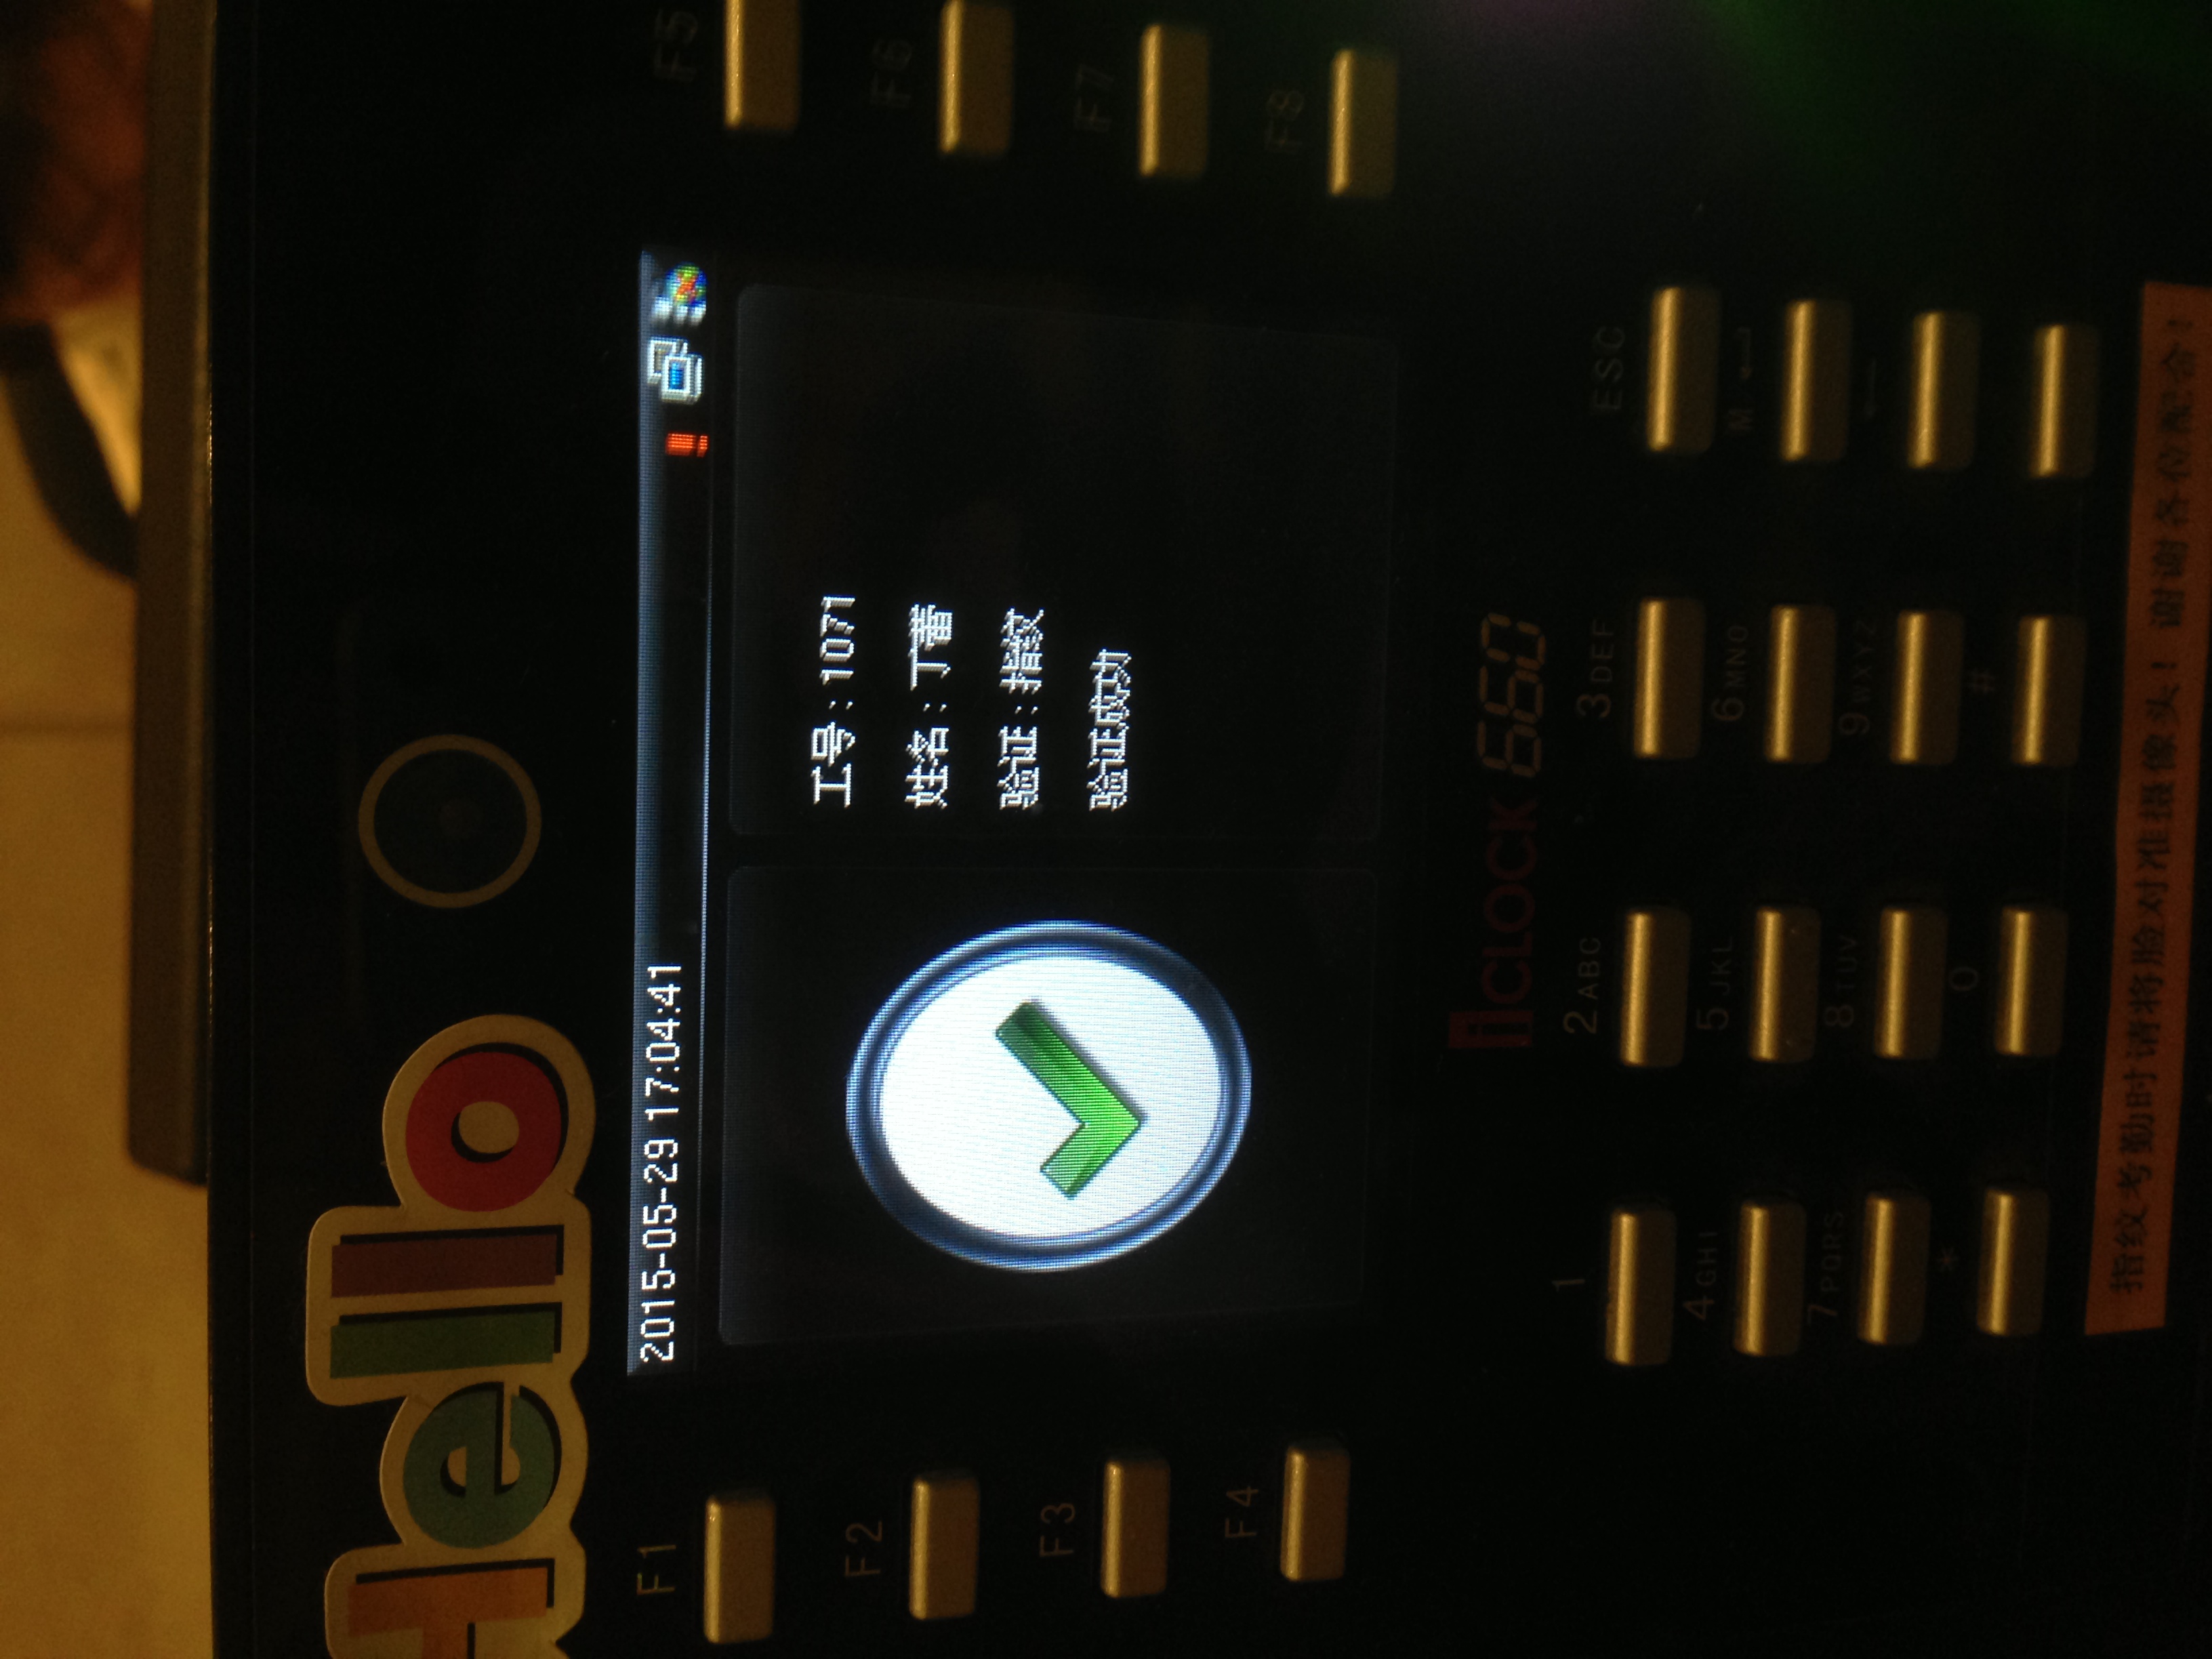 Hello
2015-05-29 17:04:41
F1
F5
工号:1071
F2
F6
姓名:丁蕾
验证:指纹
F3
F7
验证成功
F4
F8
iCLOCK 660
1
2 ABC
3 DEF
ESC
4 GHI
5 JKL
6 MNO
M ←
7 PQRS
8 TUV
9 WXYZ
←
*
0
#
指纹考勤时请将脸对准摄像头！谢谢各位配合！